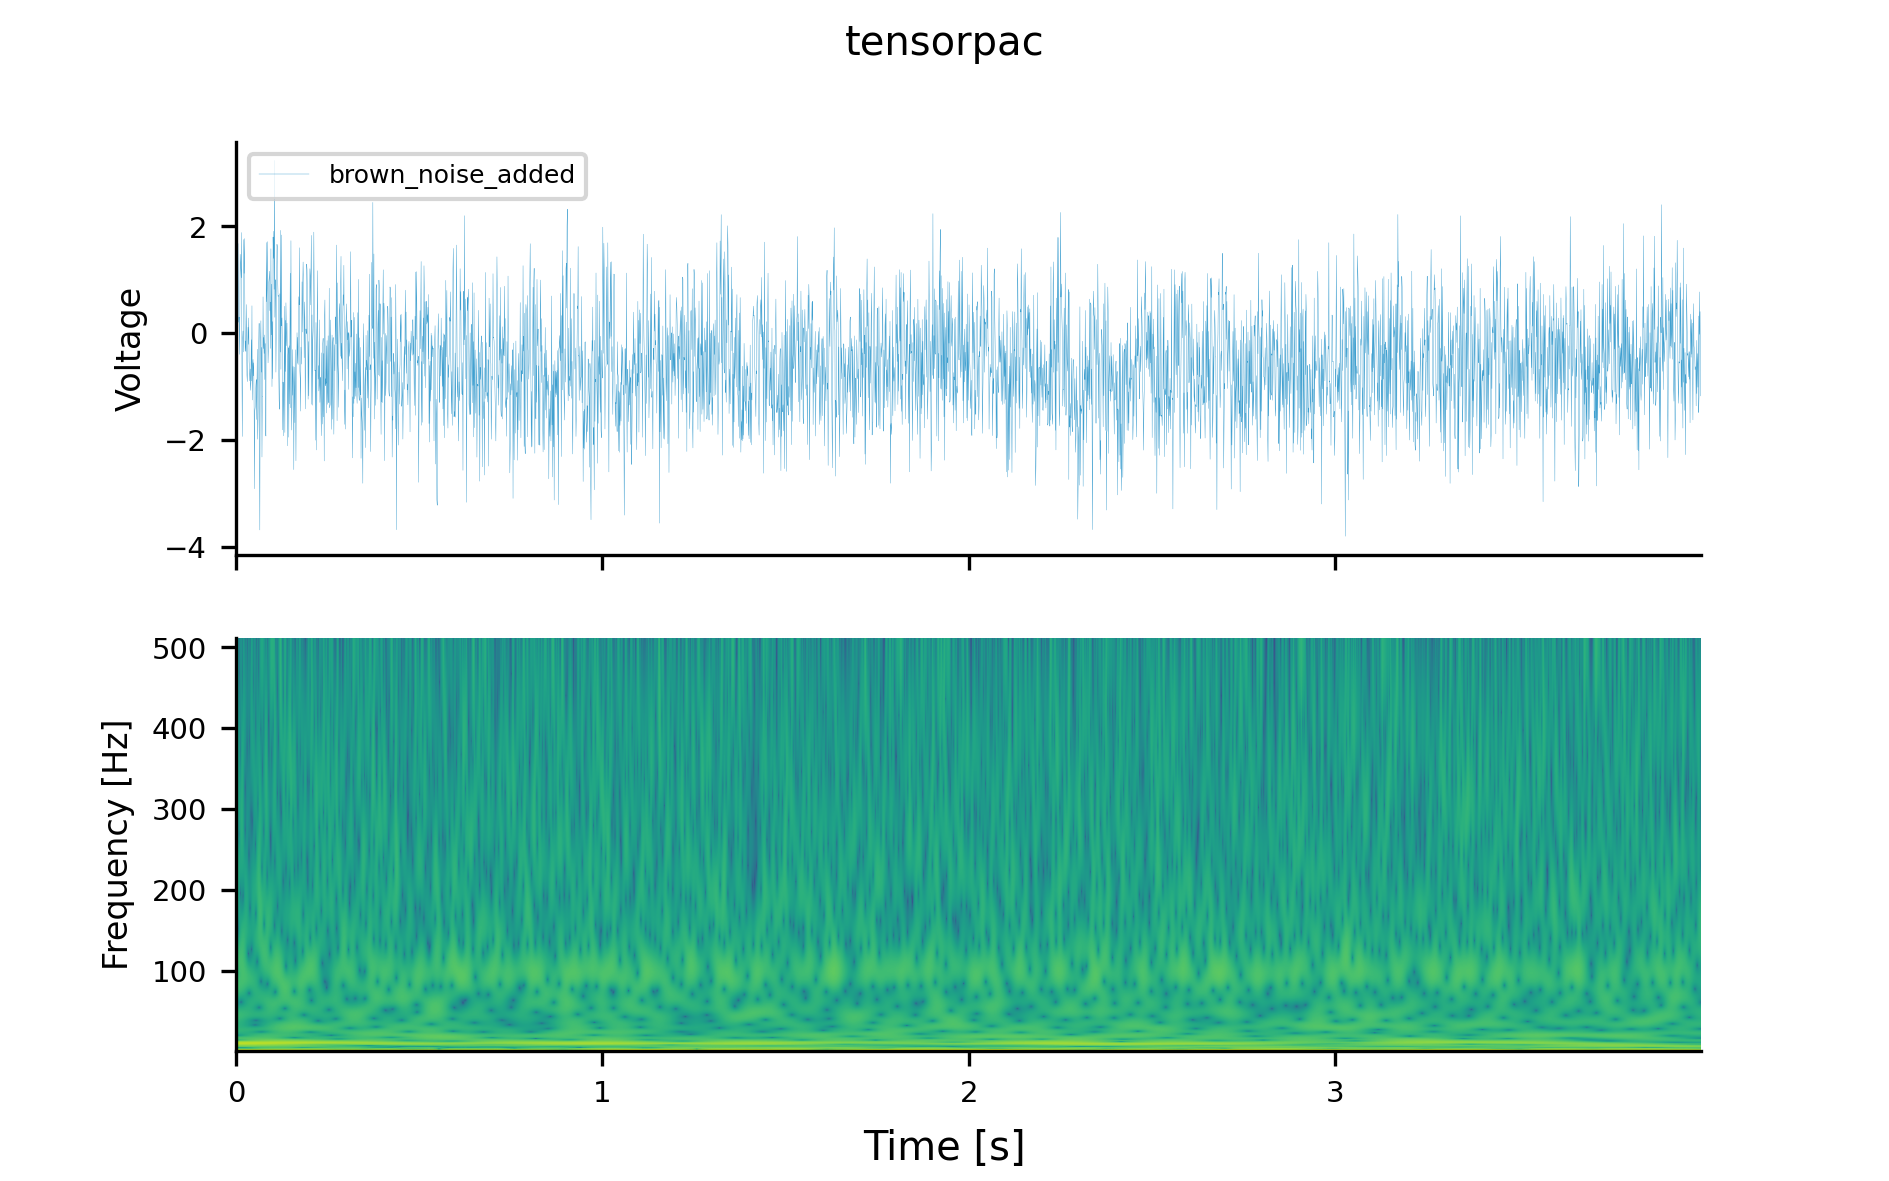 tensorpac
brown_noise_added
Voltage
2
0
−2
−4
Frequency [Hz]
500
400
300
200
100
0
1
2
3
Time [s]